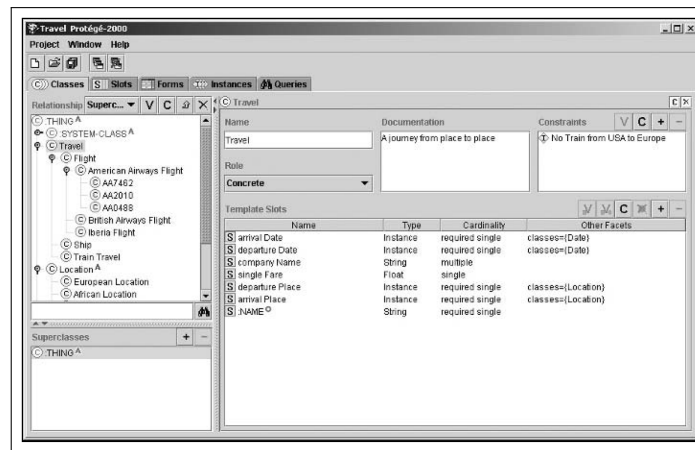 Travel Protégé-2000
Project Window Help
Classes Slots Forms Instances Queries
Relationship Superc... V C X
C Travel
C :THING A
C :SYSTEM-CLASS A
C Travel
C Flight
C American Airways Flight
C AA7462
C AA2010
C AA0488
C British Airways Flight
C Iberia Flight
C Ship
C Train Travel
C Location A
C European Location
C African Location
Superclasses + −
C :THING A
Name
Travel
Documentation
A journey from place to place
Constraints V C + −
No Train from USA to Europe
Role
Concrete
Template Slots C + −
Name Type Cardinality Other Facets
S arrival Date Instance required single classes={Date}
S departure Date Instance required single classes={Date}
S company Name String multiple
S single Fare Float single
S departure Place Instance required single classes={Location}
S arrival Place Instance required single classes={Location}
S :NAME String required single